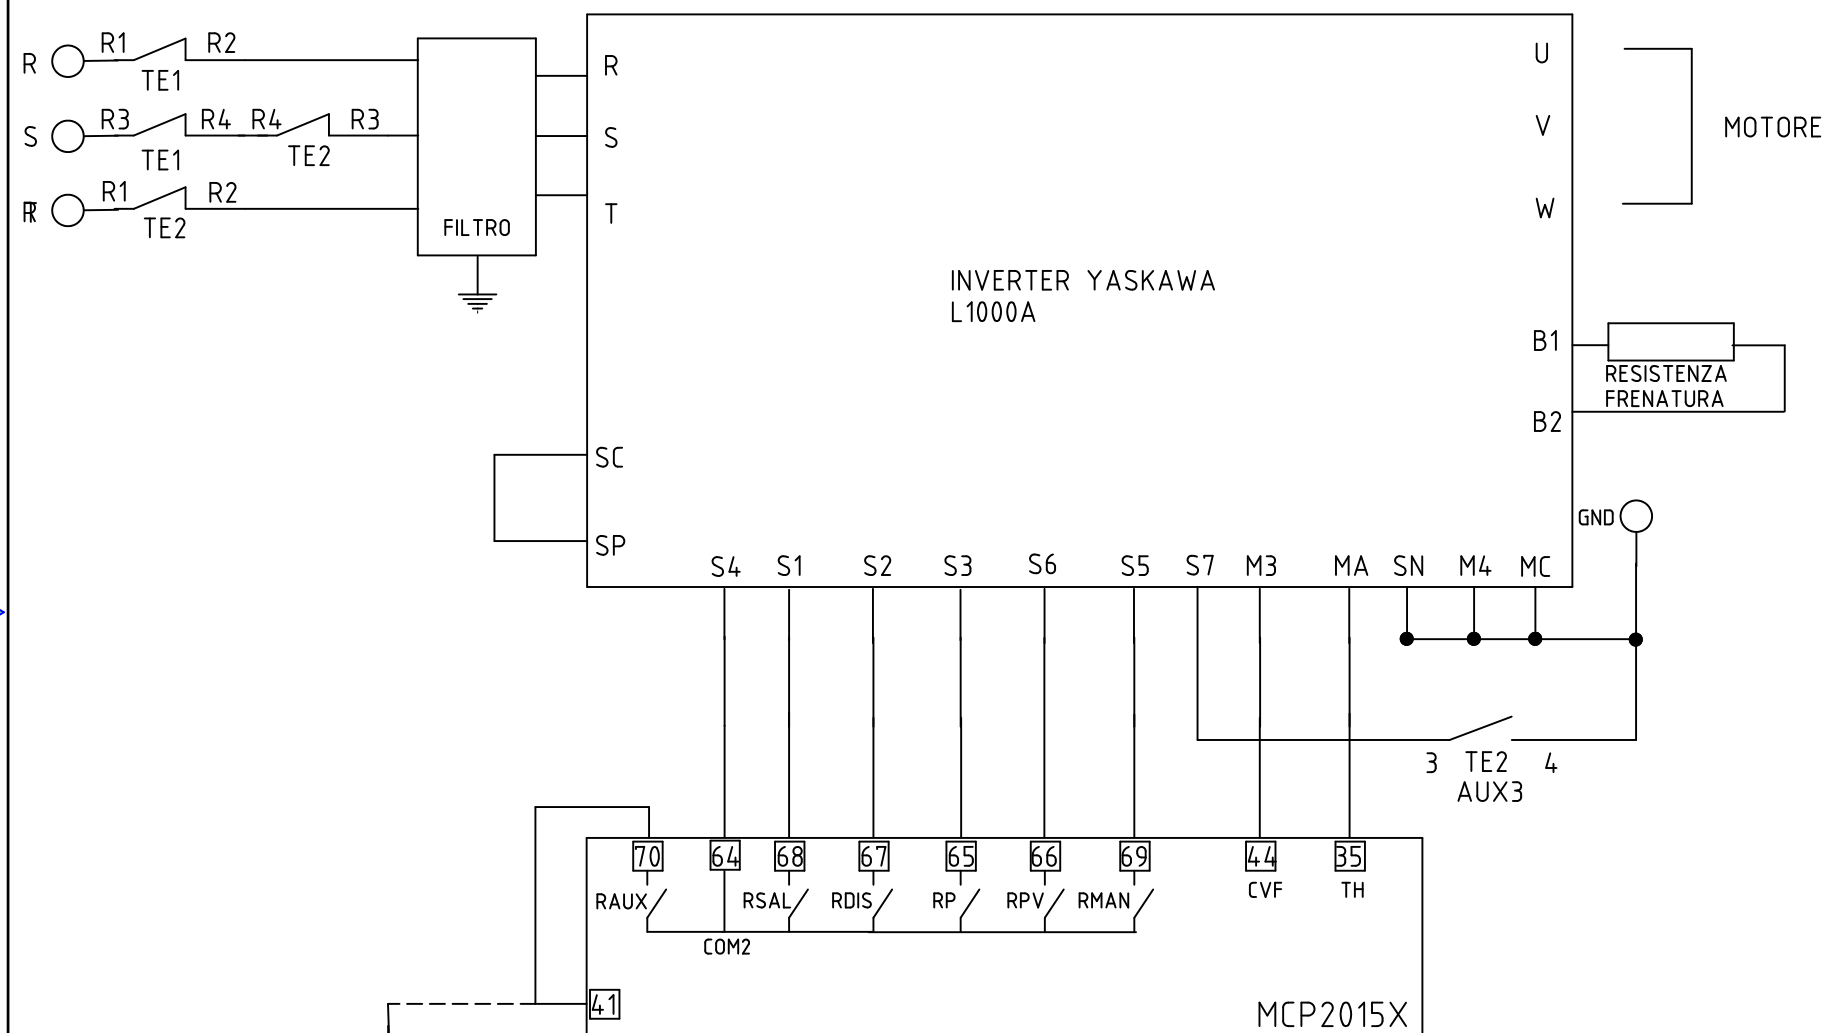 R R1 R2
TE1
S R3 R4 R4 R3
TE1 TE2
R1 R2
TE2
FILTRO
R
S
T
U
V
W
MOTORE
INVERTER YASKAWA
L1000A
B1
RESISTENZA
FRENATURA
B2
SC
SP
GND
S4 S1 S2 S3 S6 S5 S7 M3 MA SN M4 MC
3 TE2 4
AUX3
70 64 68 67 65 66 69 44 35
CVF TH
RAUX RSAL RDIS RP RPV RMAN
COM2
41
MCP2015X